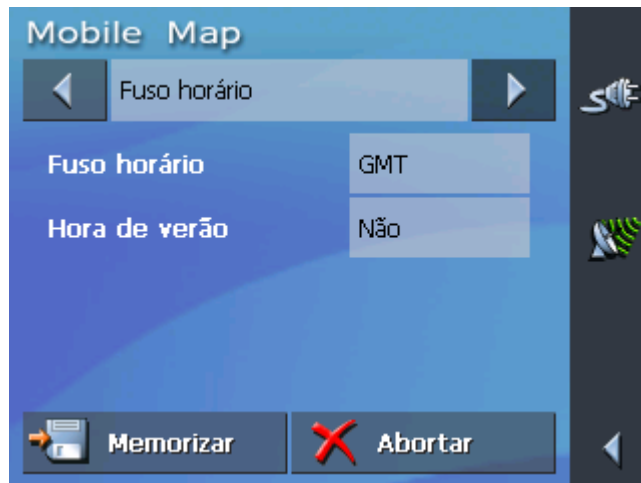 Mobile Map
Fuso horário
Fuso horário GMT
Hora de verão Não
Memorizar Abortar